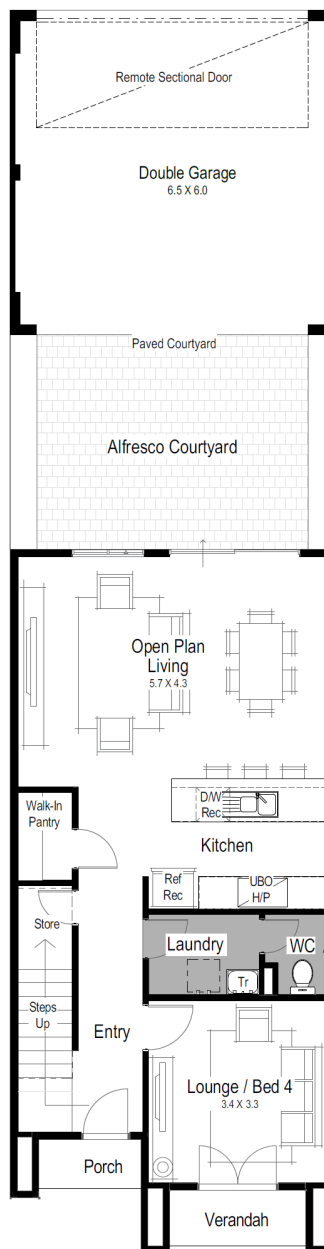 Remote Sectional Door
Double Garage
6.5 X 6.0
Paved Courtyard
Alfresco Courtyard
Open Plan
Living
5.7 X 4.3
Walk-In
Pantry
D/W
Rec
Kitchen
Ref
Rec
UBO
H/P
Store
Laundry
WC
Tr
Steps
Up
Entry
Lounge / Bed 4
3.4 X 3.3
Porch
Verandah